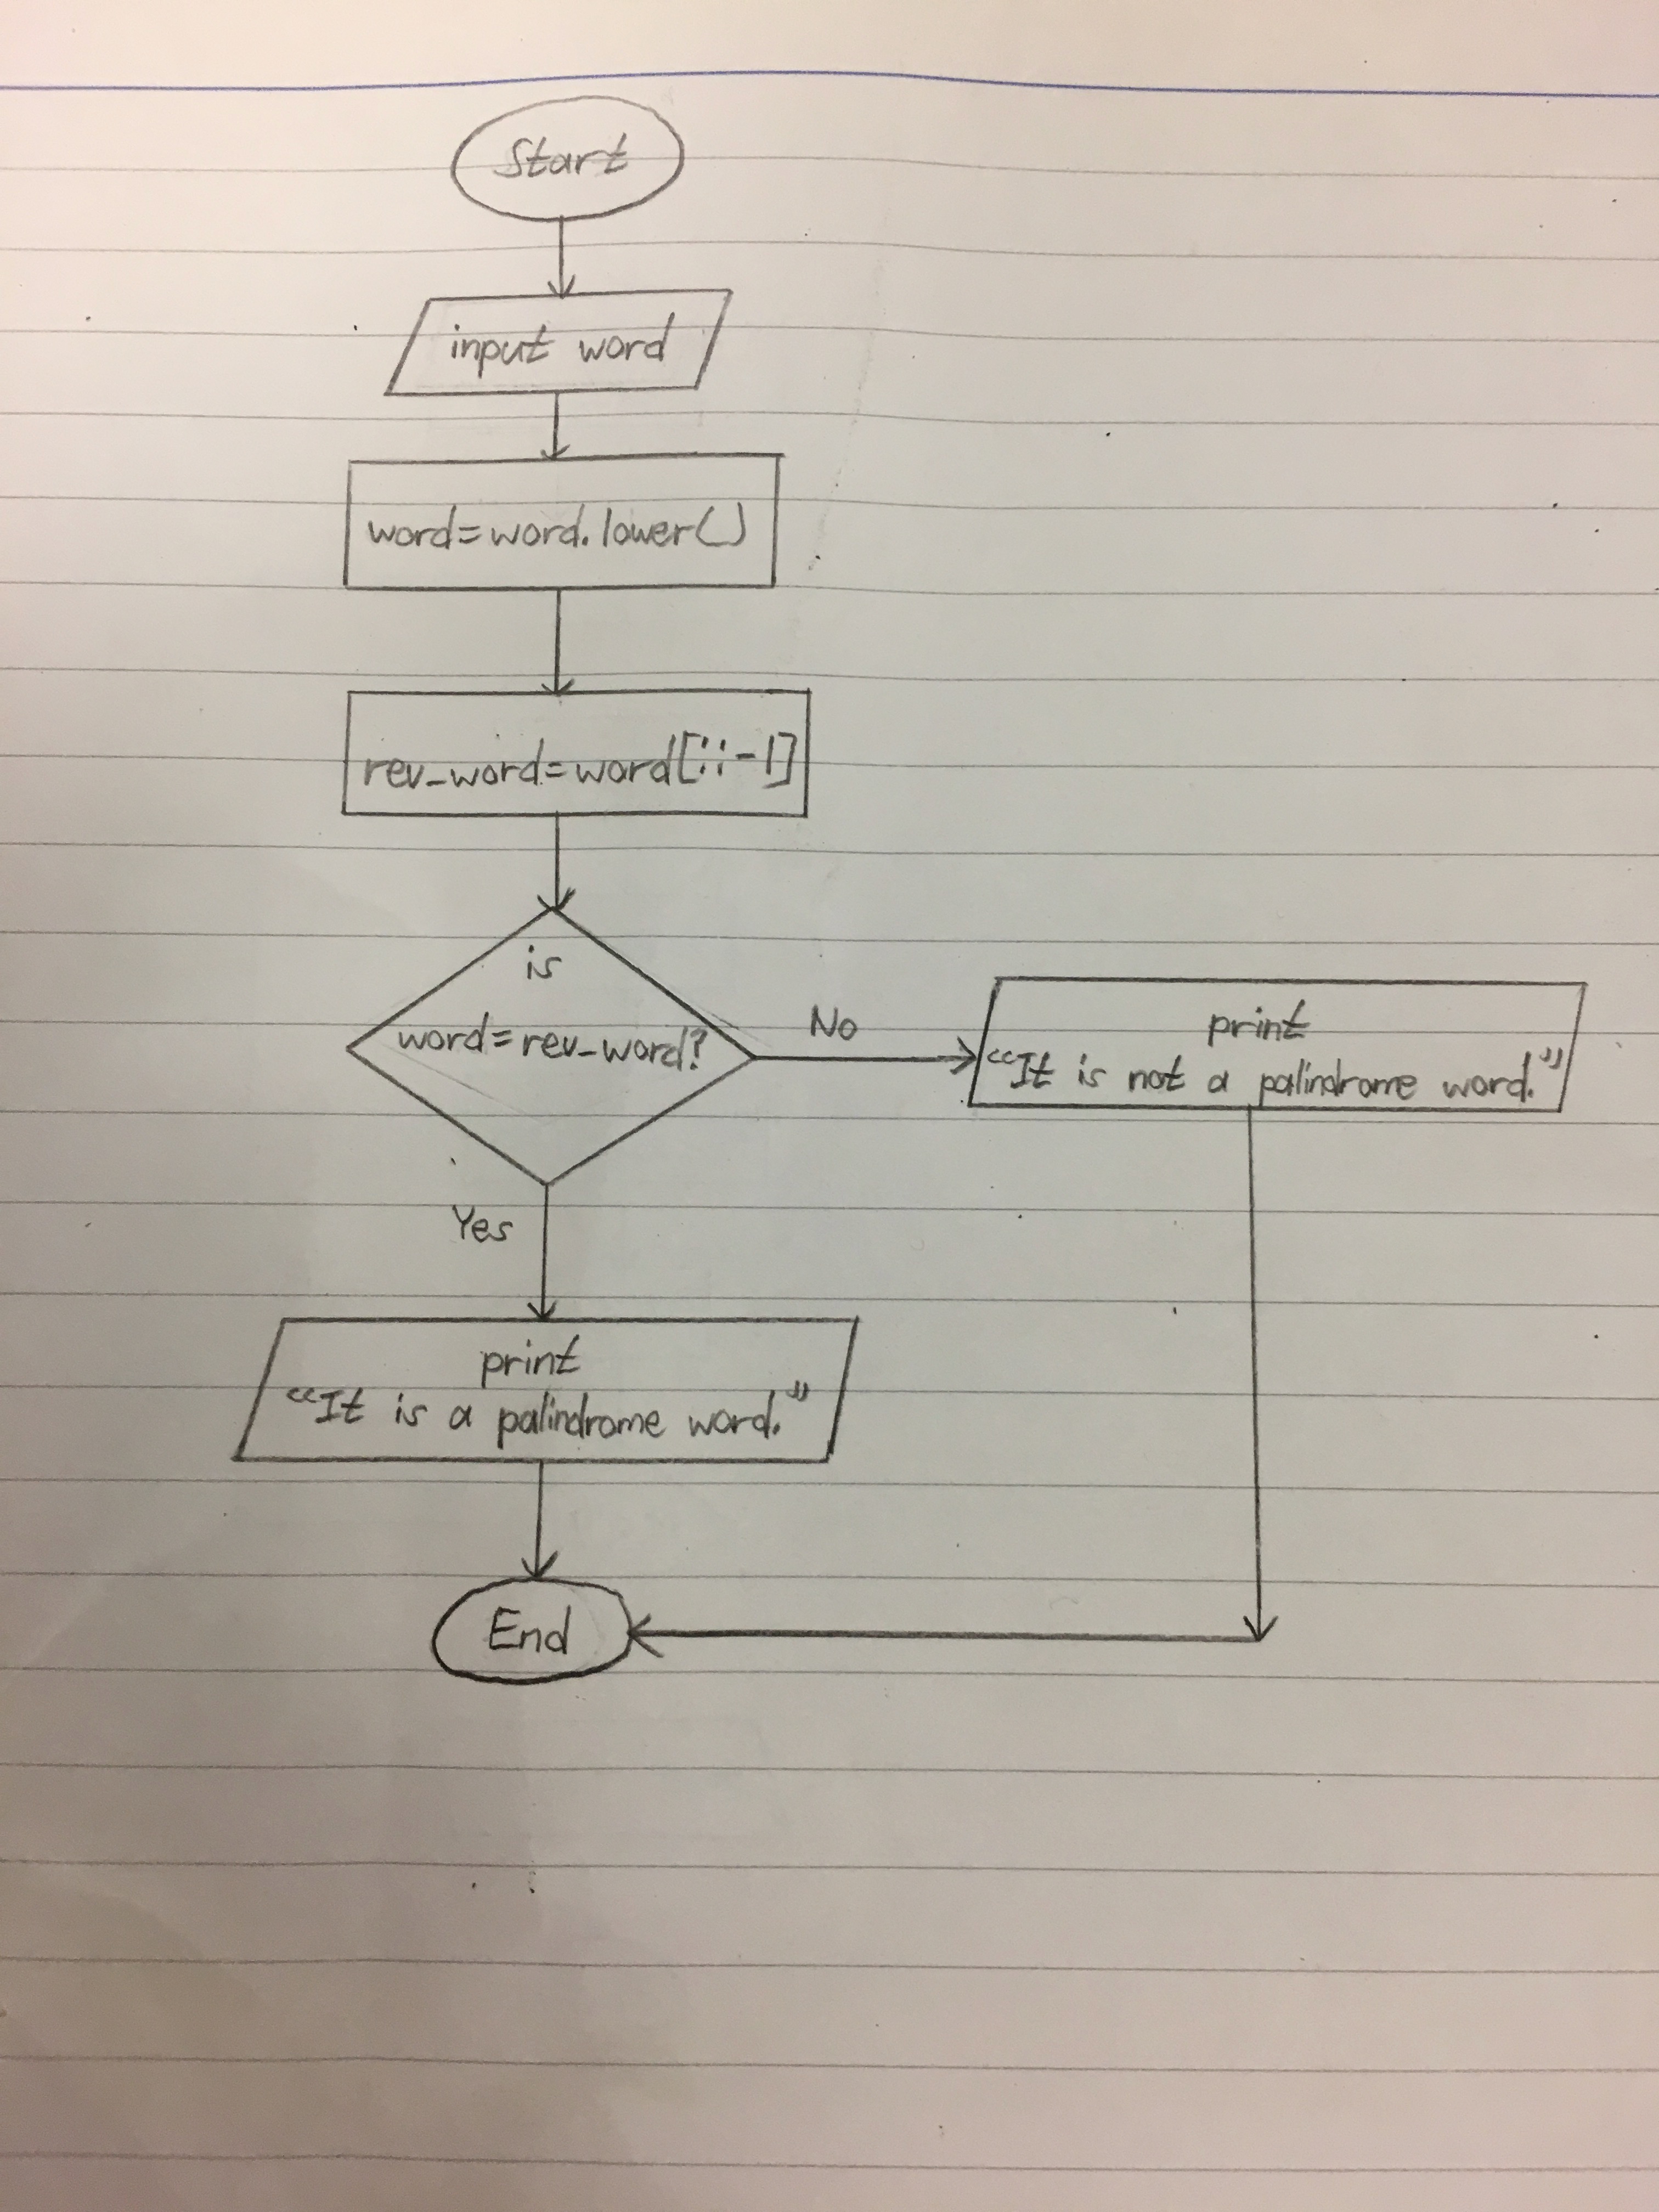 Start
input word
word=word.lower()
rev_word=word[::-1]
is
word=rev_word?
No
print
“It is not a palindrome word.”
Yes
print
“It is a palindrome word.”
End